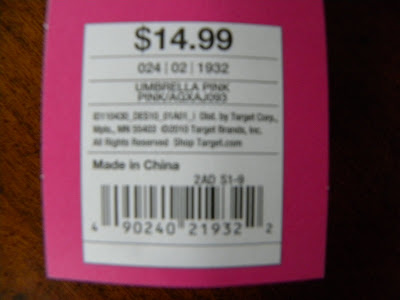 $14.99
024 | 02 | 1932
UMBRELLA PINK
PINK/AGXAJ093
ID110430_DES10_01A01_I Dist. by Target Corp.,
Mpls., MN 55403 ©2010 Target Brands, Inc.
All Rights Reserved Shop Target.com
Made in China
2AD S1-9
4 90240 21932 2